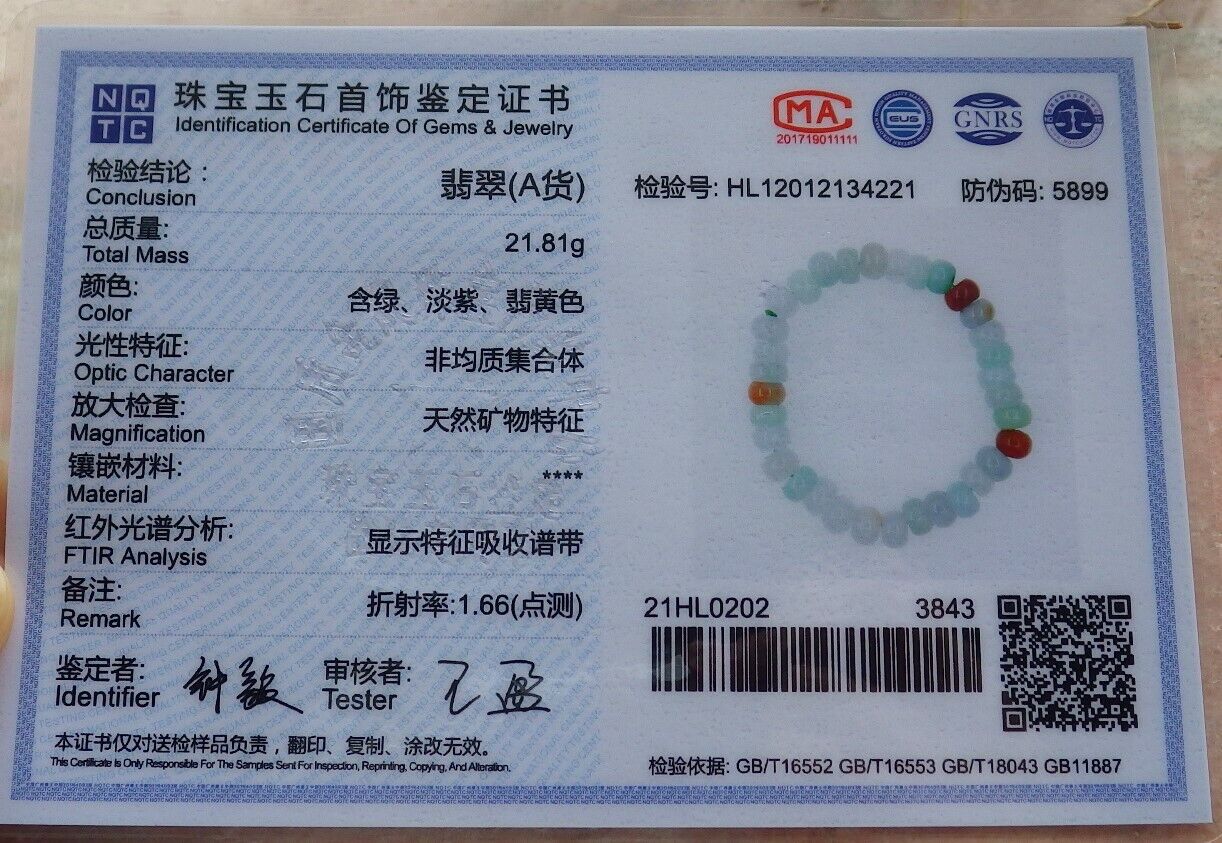 NQ
TC
珠宝玉石首饰鉴定证书
Identification Certificate Of Gems & Jewelry
MA
201719011111
GNRS
检验结论：
Conclusion
翡翠(A货)
检验号: HL12012134221
防伪码: 5899
总质量:
Total Mass
21.81g
颜色:
Color
含绿、淡紫、翡黄色
光性特征:
Optic Character
非均质集合体
放大检查:
Magnification
天然矿物特征
镶嵌材料:
Material
****
红外光谱分析:
FTIR Analysis
显示特征吸收谱带
备注:
Remark
折射率:1.66(点测)
21HL0202
3843
鉴定者:
Identifier
审核者:
Tester
本证书仅对送检样品负责，翻印、复制、涂改无效。
This Certificate Is Only Responsible For The Samples Sent For Inspection, Reprinting, Copying, And Alteration.
检验依据: GB/T16552 GB/T16553 GB/T18043 GB11887